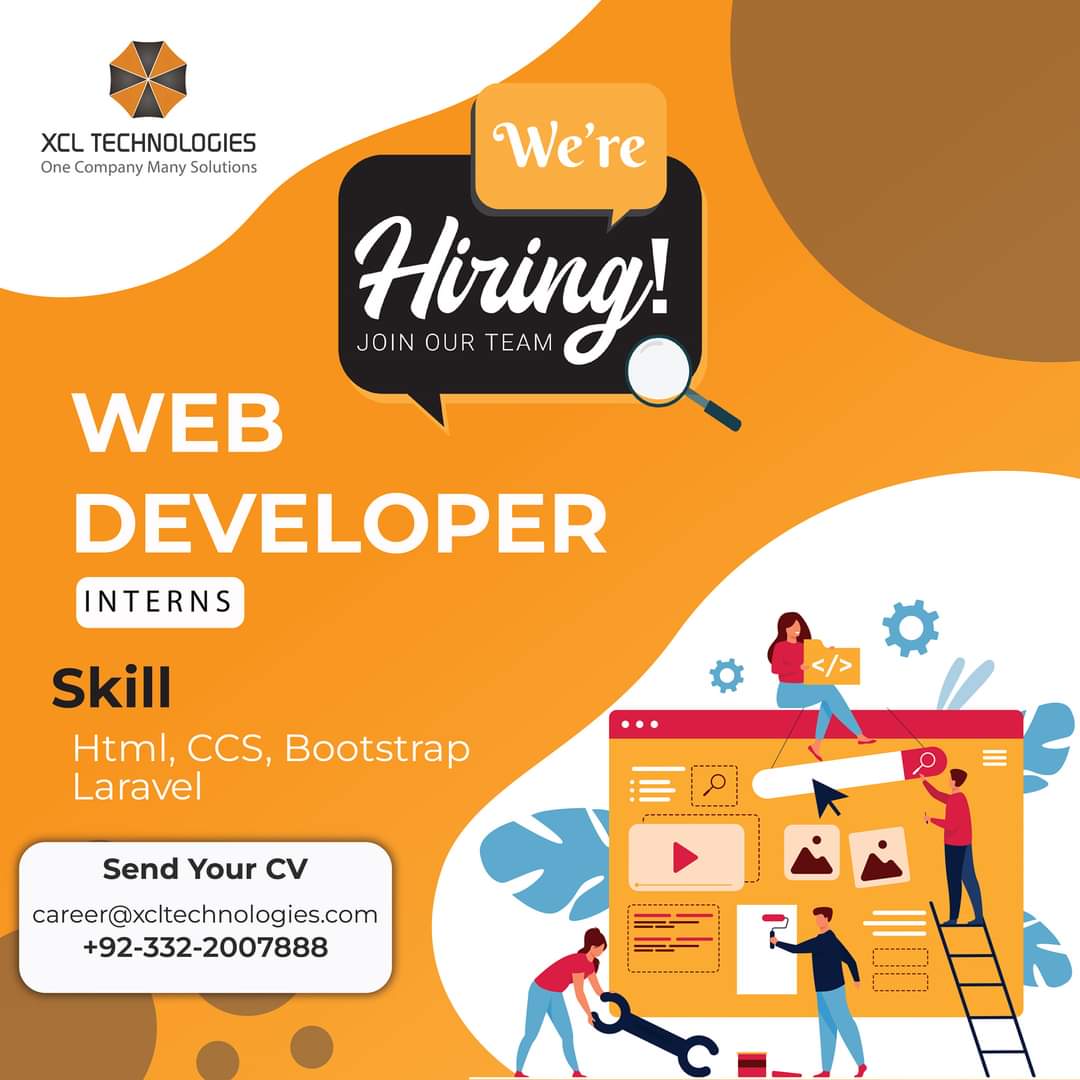 XCL TECHNOLOGIES
One Company Many Solutions
We're
Hiring!
JOIN OUR TEAM
WEB
DEVELOPER
INTERNS
Skill
Html, CCS, Bootstrap
Laravel
</>
Send Your CV
career@xcltechnologies.com
+92-332-2007888